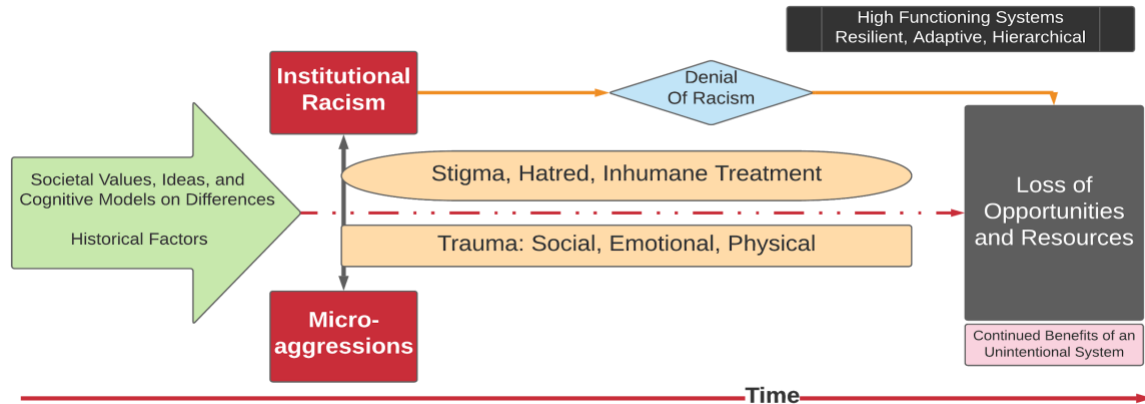 High Functioning Systems
Resilient, Adaptive, Hierarchical
Institutional
Racism
Denial
Of Racism
Societal Values, Ideas, and
Cognitive Models on Differences
Historical Factors
Stigma, Hatred, Inhumane Treatment
Trauma: Social, Emotional, Physical
Loss of
Opportunities
and Resources
Micro-
aggressions
Continued Benefits of an
Unintentional System
Time